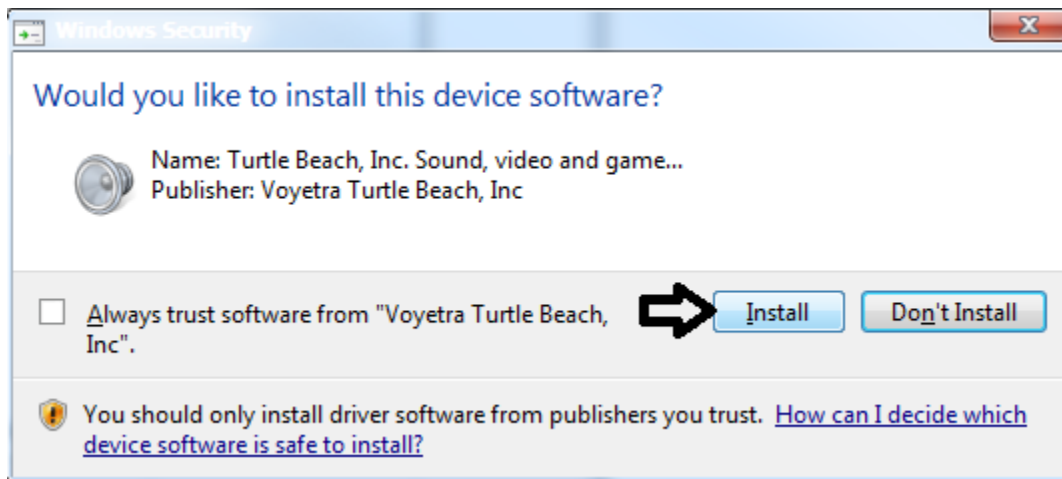 Windows Security
Would you like to install this device software?
Name: Turtle Beach, Inc. Sound, video and game...
Publisher: Voyetra Turtle Beach, Inc
Always trust software from "Voyetra Turtle Beach,
Inc".
Install
Don't Install
You should only install driver software from publishers you trust. How can I decide which
device software is safe to install?